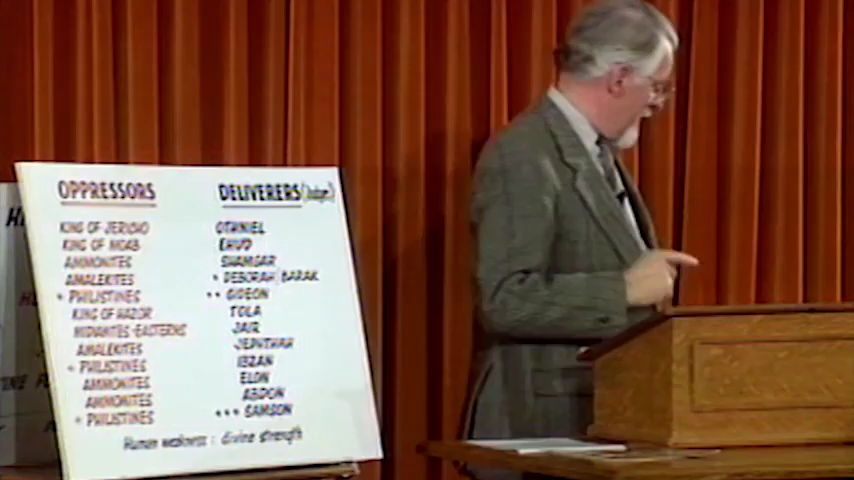 OPPRESSORS DELIVERERS (Judges)
KING OF JERICHO OTHNIEL
KING OF MOAB EHUD
AMMONITES SHAMGAR
AMALEKITES * DEBORAH (BARAK
* PHILISTINES ** GIDEON
KING OF HAZOR TOLA
MIDIANITES - EASTERNS JAIR
AMALEKITES JEPHTHAH
* PHILISTINES IBZAN
AMMONITES ELON
AMMONITES ABDON
* PHILISTINES *** SAMSON
Human weakness : divine strength